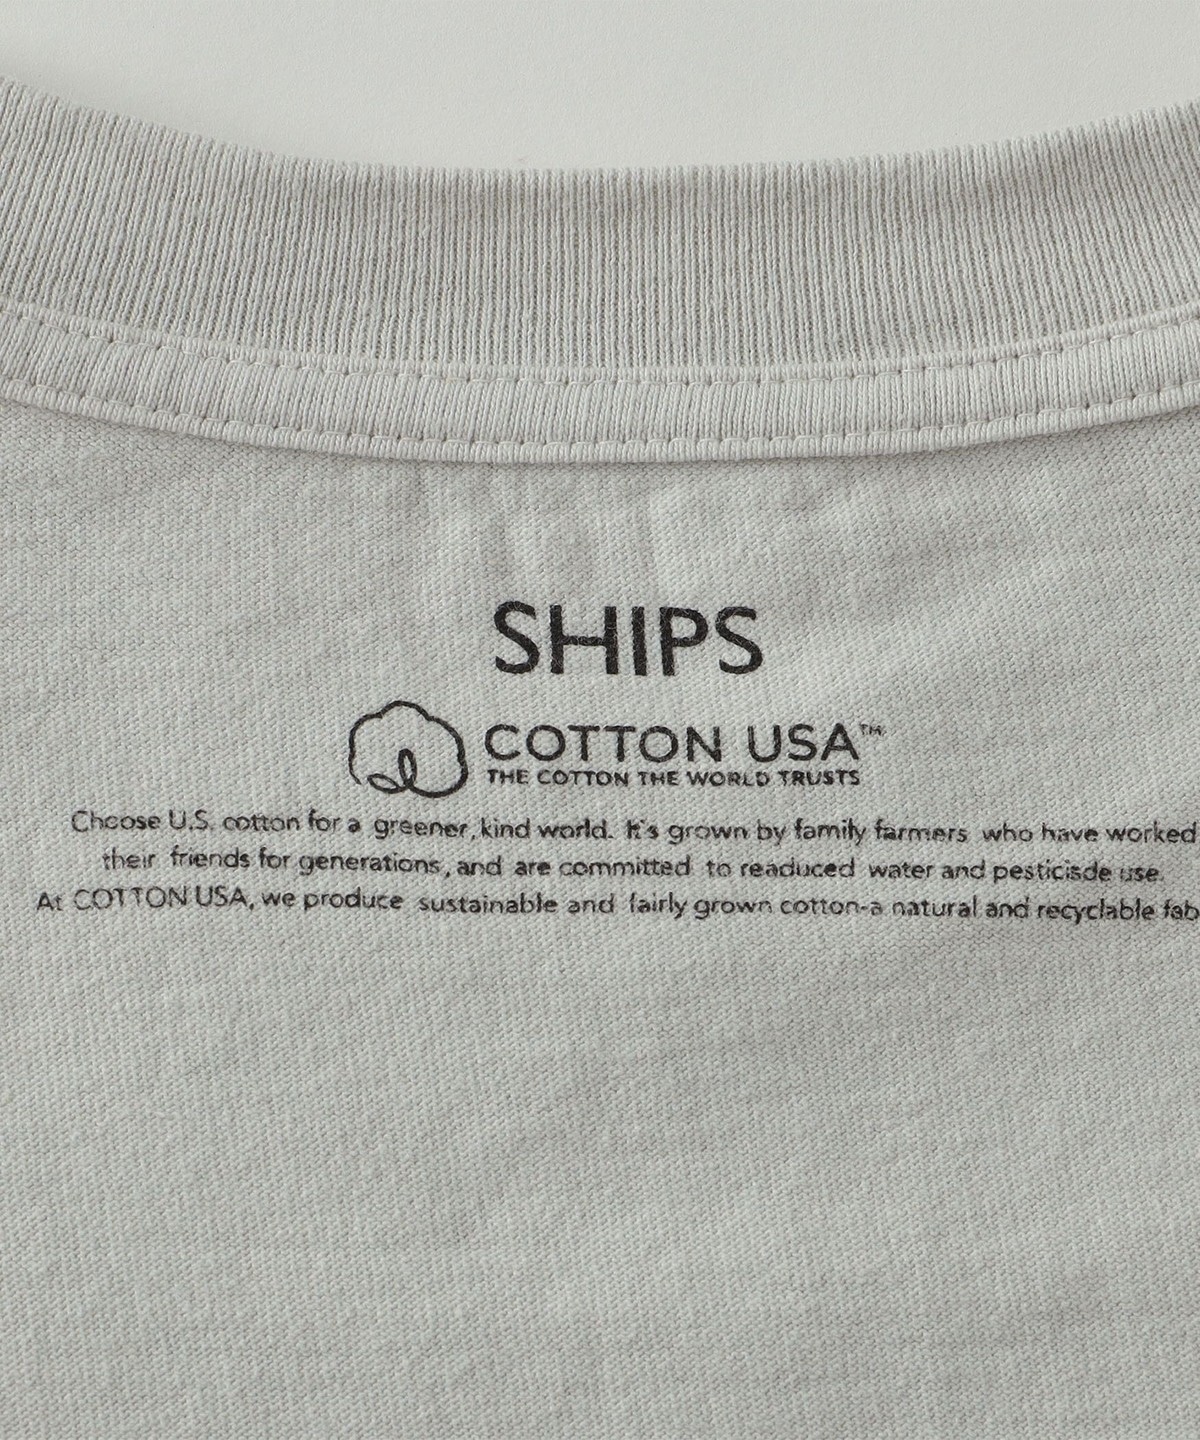 SHIPS
COTTON USA™
THE COTTON THE WORLD TRUSTS
Choose U.S. cotton for a greener, kind world. It's grown by family farmers who have worked
their friends for generations, and are committed to readuced water and pesticisde use.
At COTTON USA, we produce sustainable and fairly grown cotton-a natural and recyclable fab